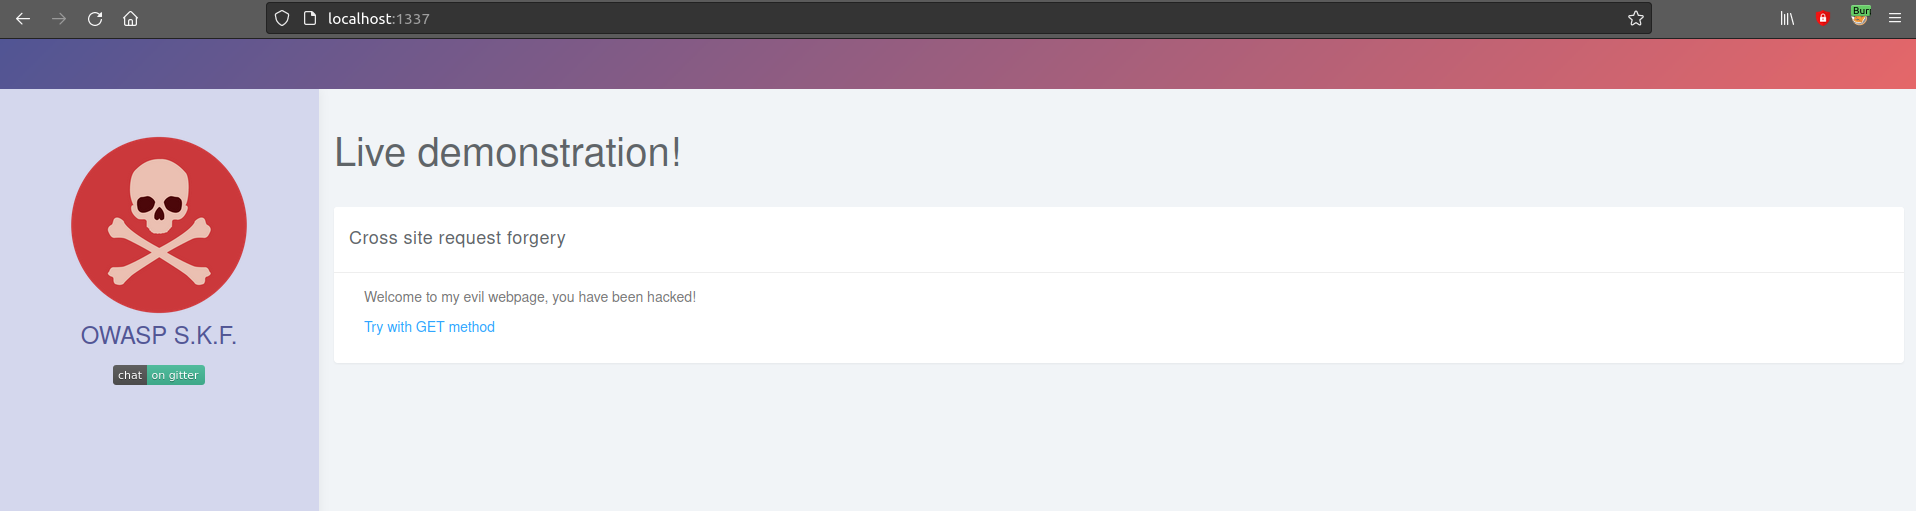 localhost:1337
Bur
OWASP S.K.F.
chat on gitter
Live demonstration!
Cross site request forgery
Welcome to my evil webpage, you have been hacked!
Try with GET method